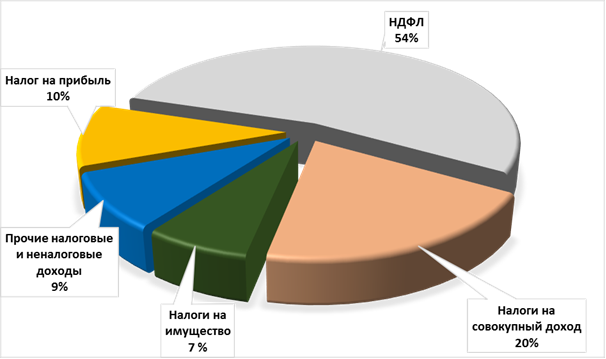 НДФЛ
54%
Налог на прибыль
10%
Прочие налоговые
и неналоговые
доходы
9%
Налоги на
имущество
7 %
Налоги на
совокупный доход
20%